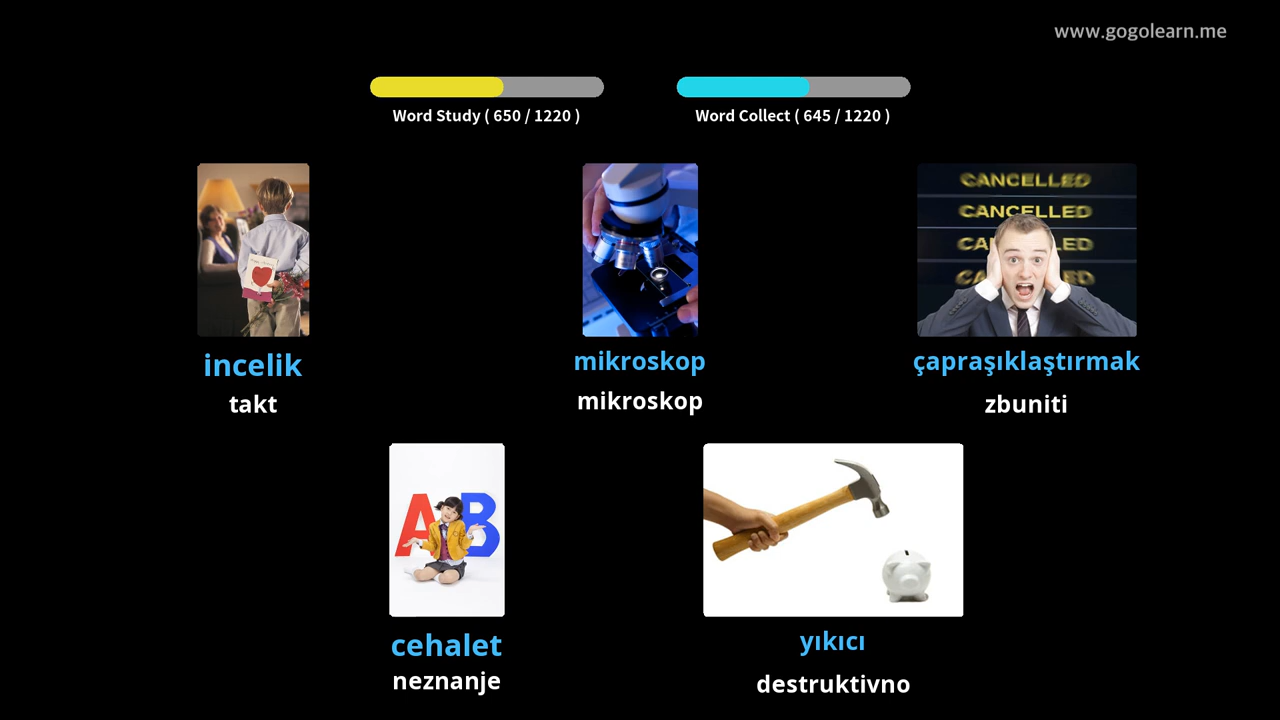 www.gogolearn.me
Word Study ( 650 / 1220 )
Word Collect ( 645 / 1220 )
CANCELLED
CANCELLED
incelik
takt
mikroskop
mikroskop
çapraşıklaştırmak
zbuniti
A B
cehalet
neznanje
yıkıcı
destruktivno